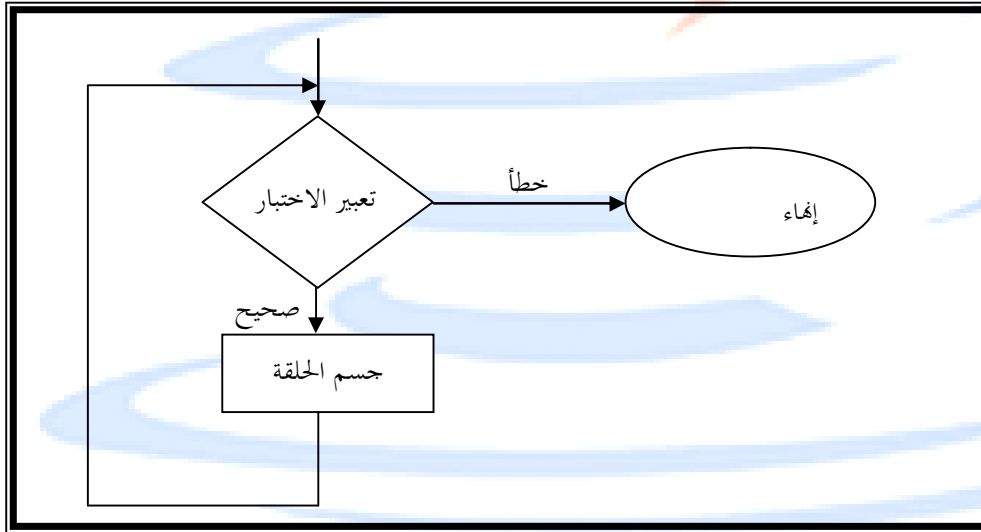 تعبير الاختبار
خطأ
إنهاء
صحيح
جسم الحلقة